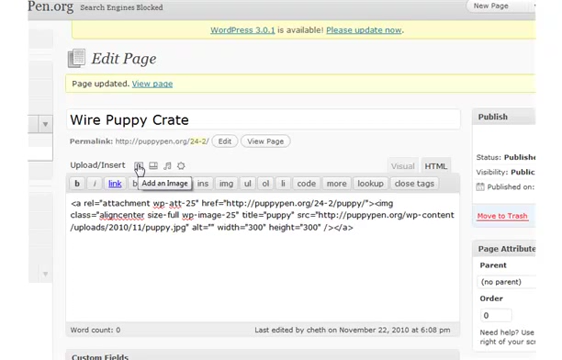 Pen.org Search Engines Blocked New Page
WordPress 3.0.1 is available! Please update now.
Edit Page
Page updated. View page
Wire Puppy Crate
Permalink: http://puppypen.org/24-2/ Edit View Page
Upload/Insert Visual HTML
Add an Image
b i link b ins img ul ol li code more lookup close tags
<a rel="attachment wp-att-25" href="http://puppypen.org/24-2/puppy/"><img
class="aligncenter size-full wp-image-25" title="puppy" src="http://puppypen.org/wp-content
/uploads/2010/11/puppy.jpg" alt="" width="300" height="300" /></a>
Word count: 0 Last edited by cheth on November 22, 2010 at 6:08 pm
Custom Fields
Publish
Status: Publishe
Visibility: Public
Published on:
Move to Trash
Page Attribute
Parent
(no parent)
Order
0
Need help? Use t
right of your scr